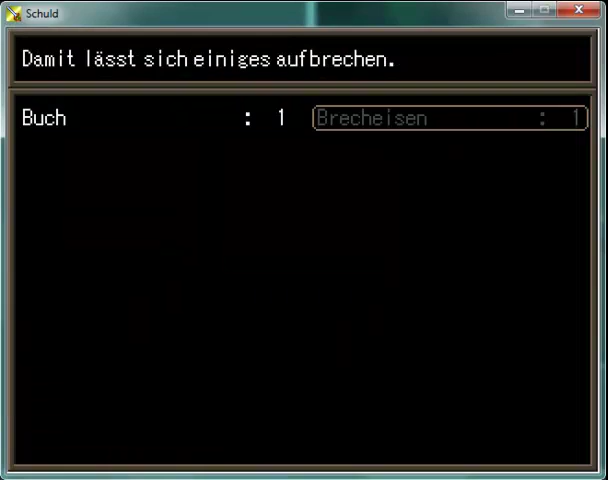 Schuld
Damit lässt sich einiges aufbrechen.
Buch : 1 Brecheisen : 1